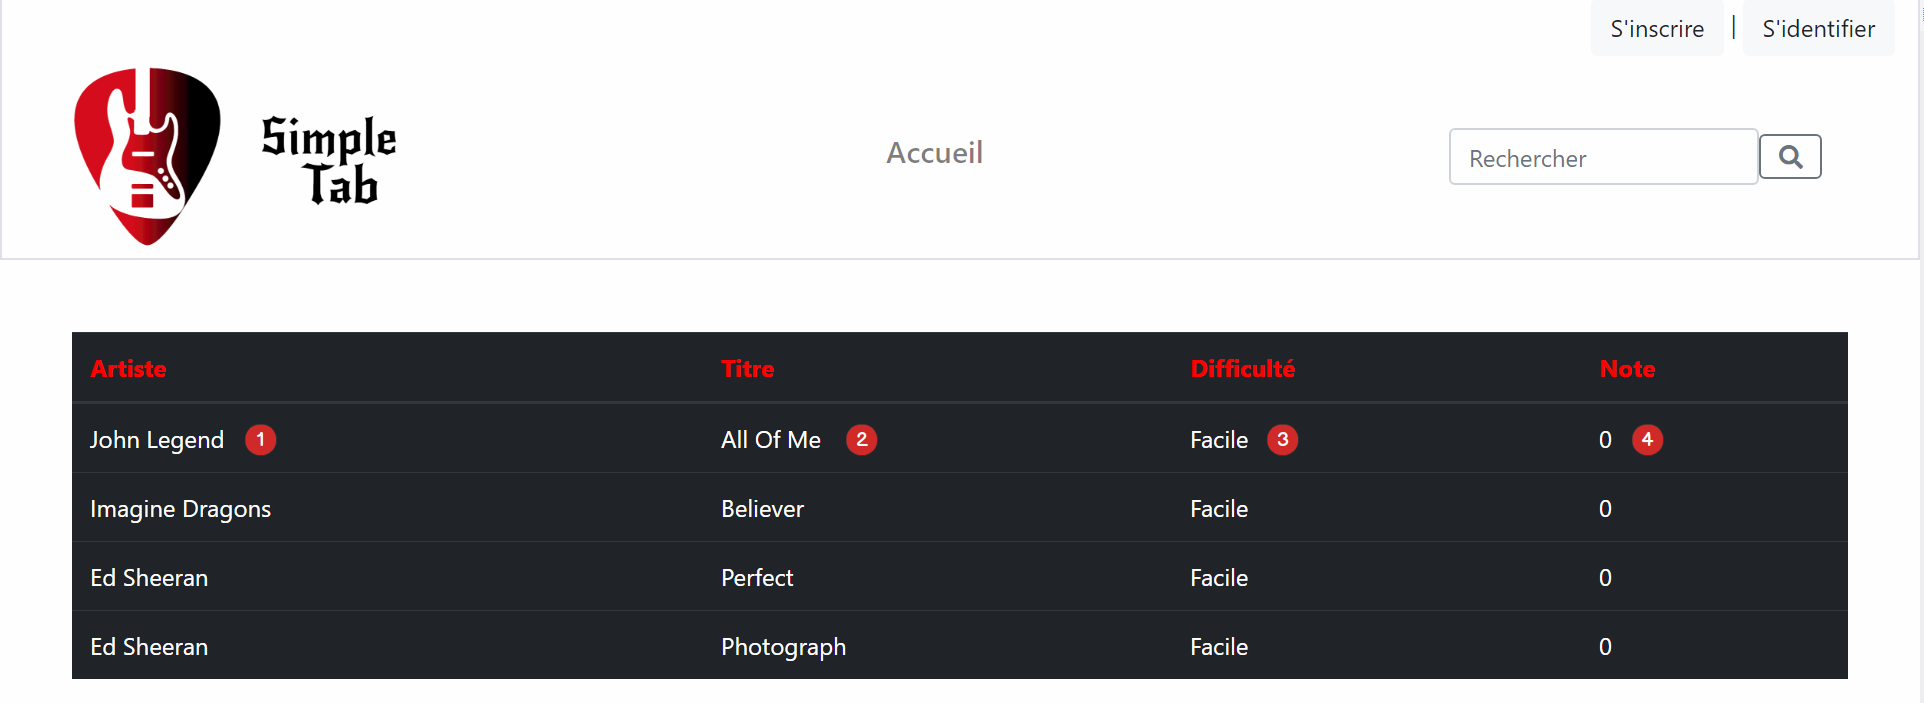 S'inscrire | S'identifier
Simple
Tab
Accueil
Rechercher
Artiste Titre Difficulté Note
John Legend 1 All Of Me 2 Facile 3 0 4
Imagine Dragons Believer Facile 0
Ed Sheeran Perfect Facile 0
Ed Sheeran Photograph Facile 0